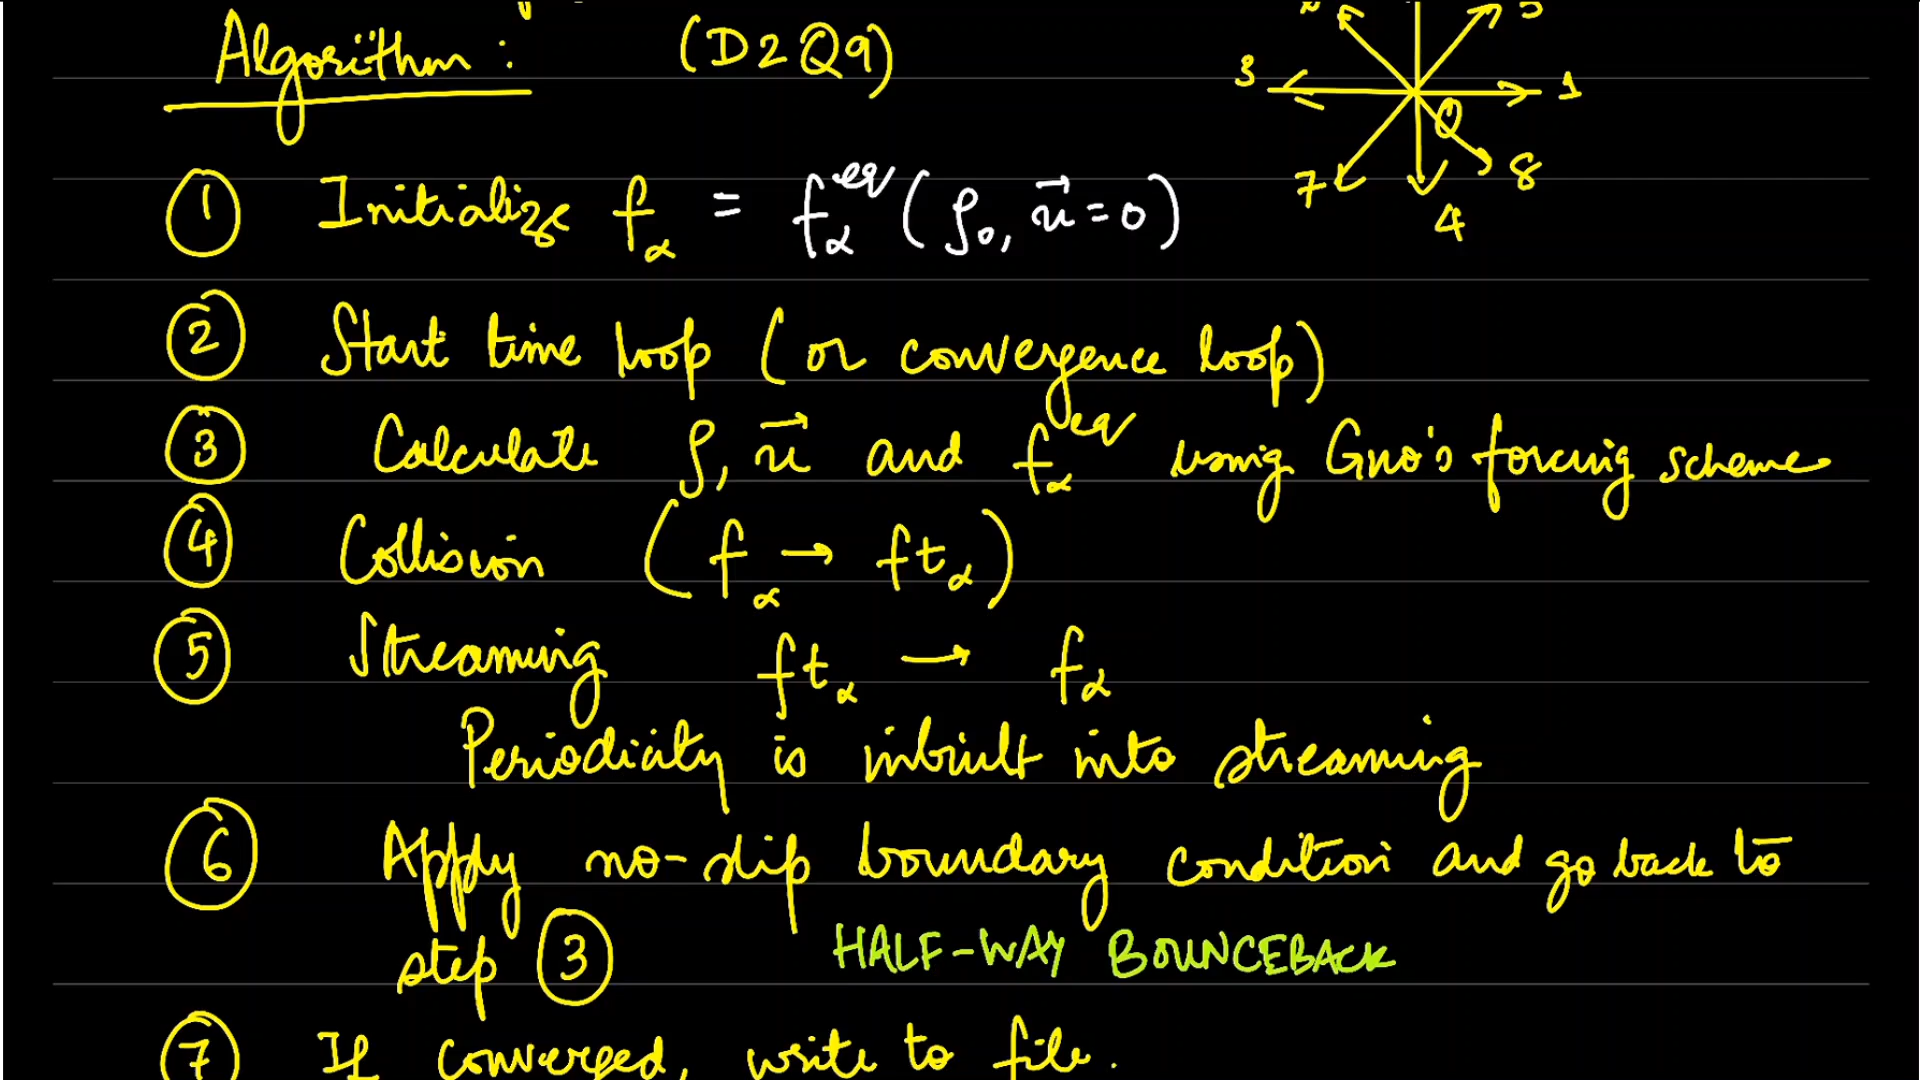 Algorithm : (D2Q9)
3 1
7 8
4
① Initialize fα = fα^eq (ρ₀, u⃗ = 0)
② Start time loop (or convergence loop)
③ Calculate ρ, u⃗ and fα^eq using Guo's forcing scheme
④ Collision (fα → ftα)
⑤ Streaming ftα → fα
Periodicity is inbuilt into streaming
⑥ Apply no-slip boundary condition and go back to
step ③ HALF-WAY BOUNCEBACK
⑦ If converged, write to file.